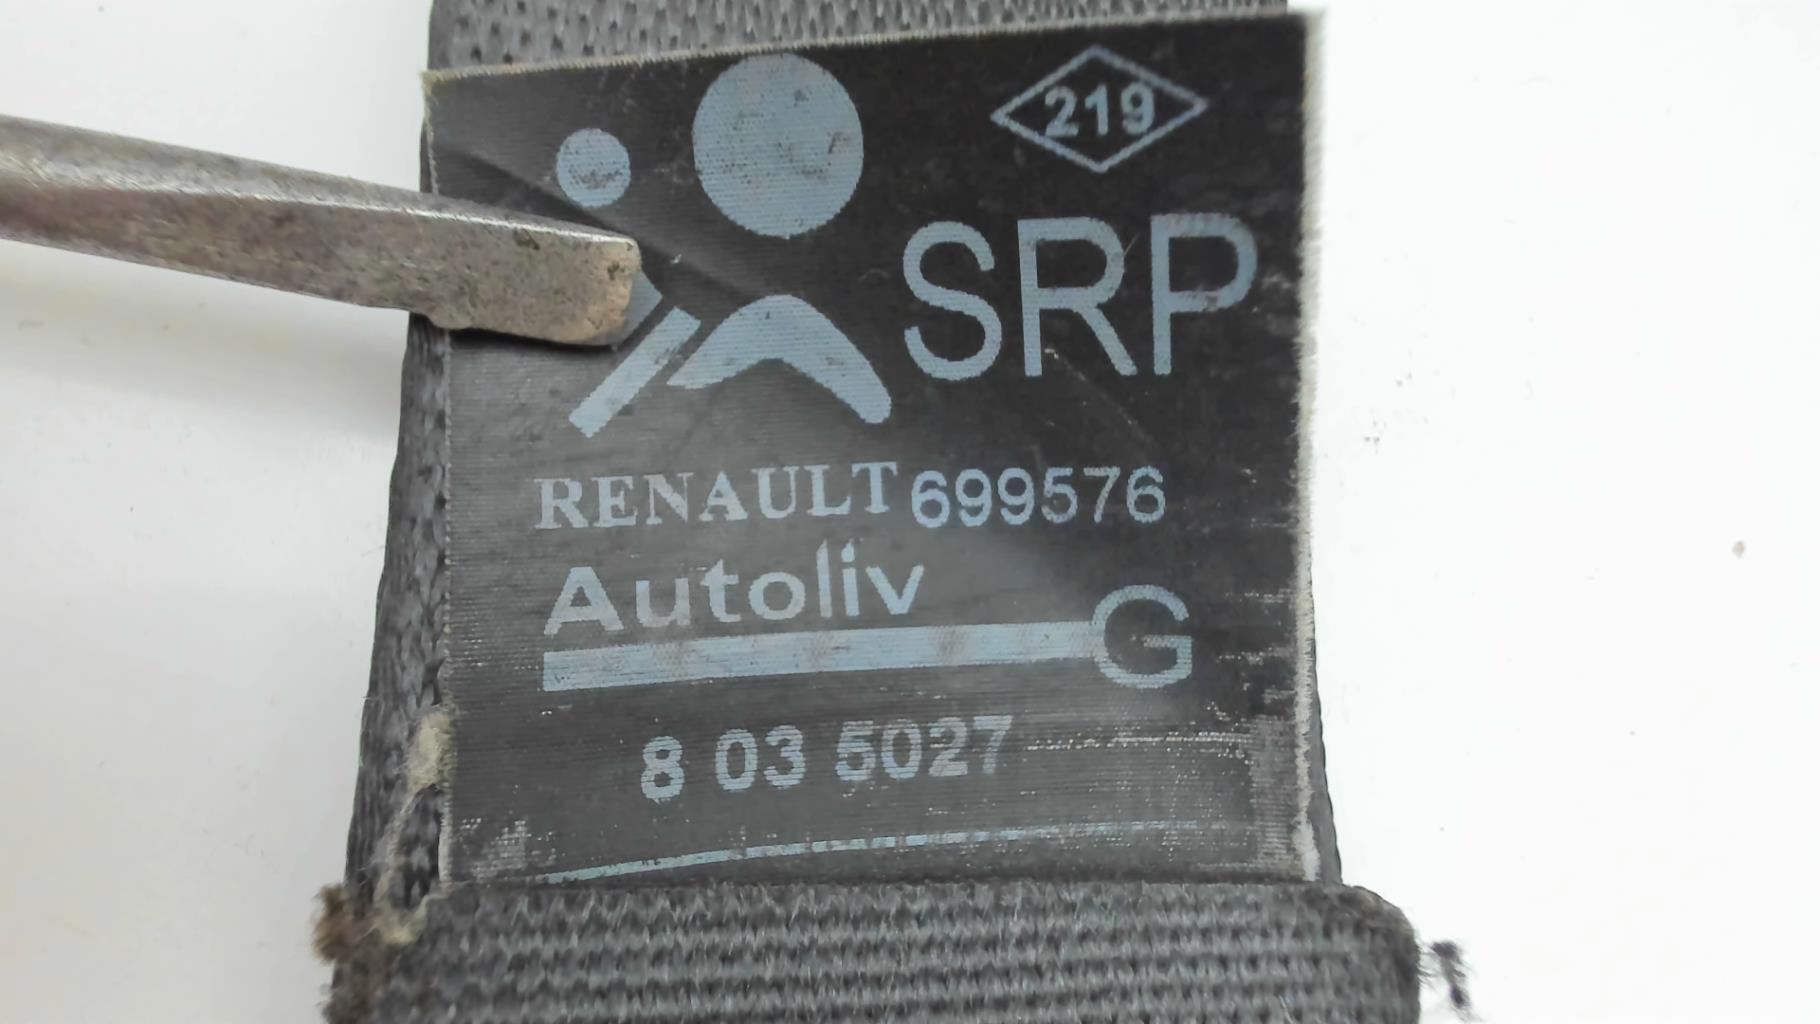 219
SRP
RENAULT 699576
Autoliv
G
8 03 5027